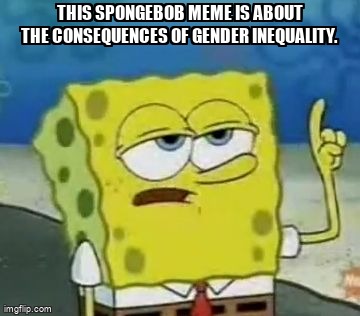 THIS SPONGEBOB MEME IS ABOUT
THE CONSEQUENCES OF GENDER INEQUALITY.
imgflip.com